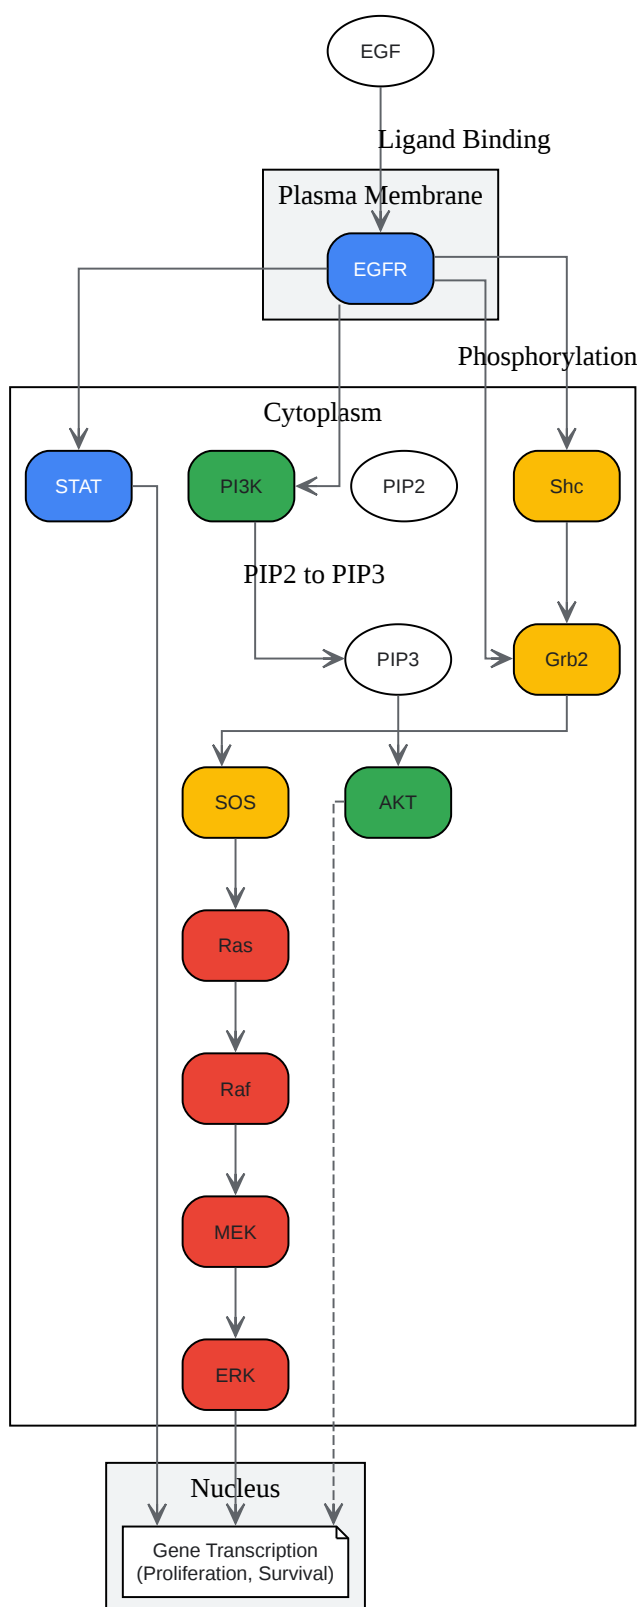 EGF
Ligand Binding
Plasma Membrane
EGFR
Phosphorylation
Cytoplasm
STAT
PI3K
PIP2
Shc
PIP2 to PIP3
PIP3
Grb2
SOS
AKT
Ras
Raf
MEK
ERK
Nucleus
Gene Transcription
(Proliferation, Survival)